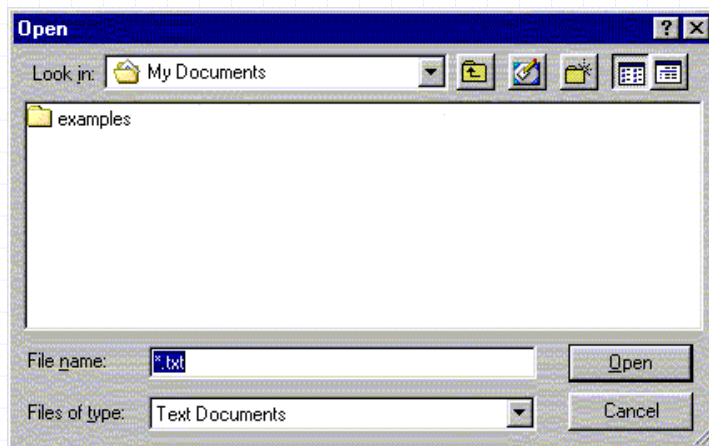 Open
Look in: My Documents
examples
File name: *.txt Open
Files of type: Text Documents Cancel